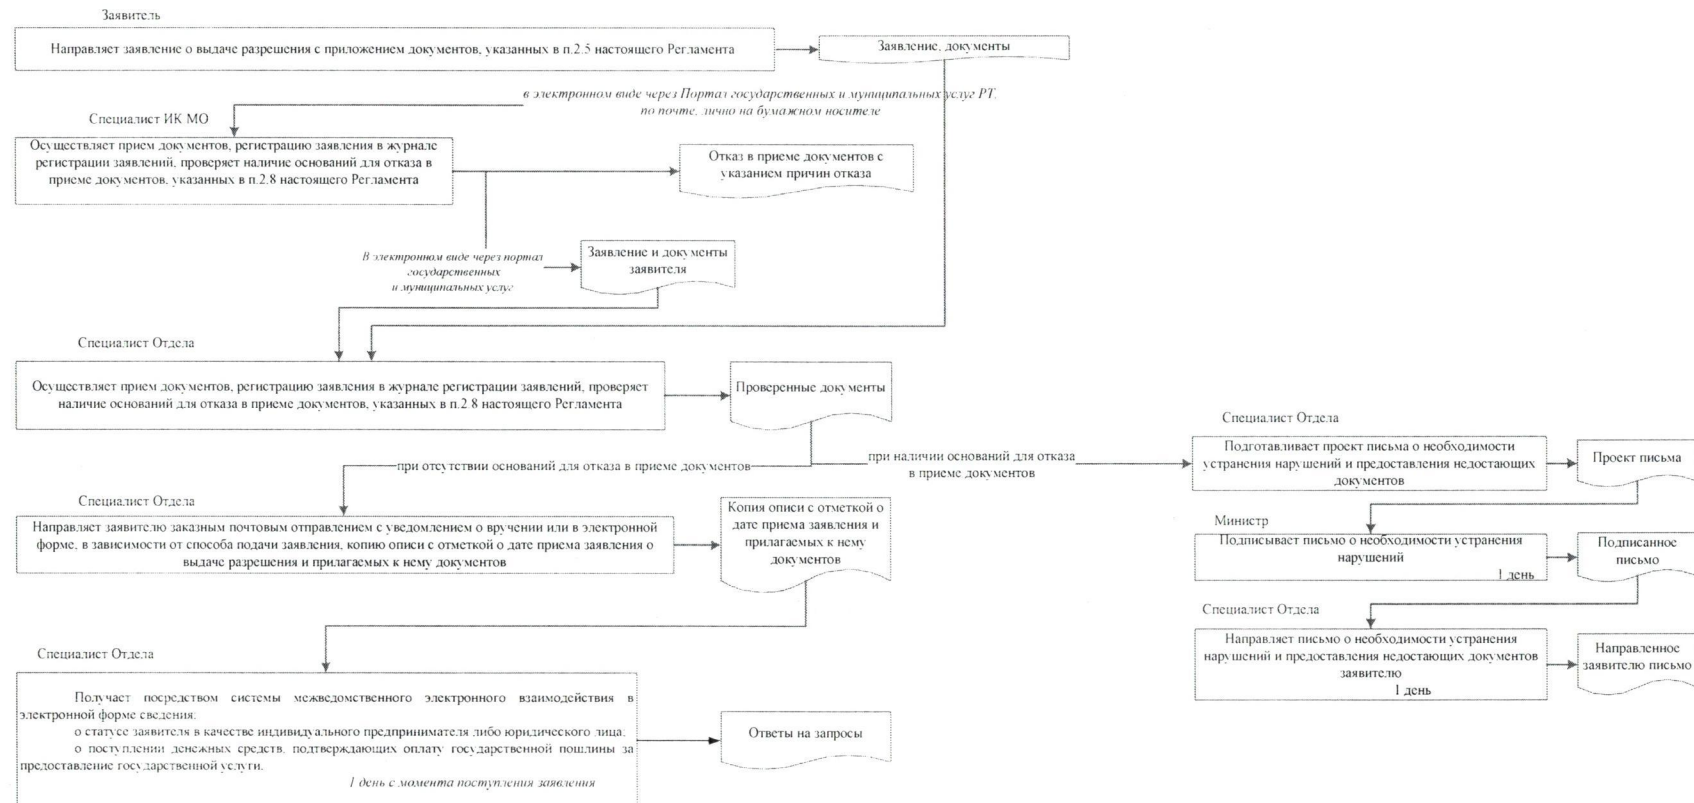 Заявитель
Направляет заявление о выдаче разрешения с приложением документов, указанных в п.2.5 настоящего Регламента
Заявление, документы
в электронном виде через Портал государственных и муниципальных услуг РТ,
по почте, лично на бумажном носителе
Специалист ИК МО
Осуществляет прием документов, регистрацию заявления в журнале
регистрации заявлений, проверяет наличие оснований для отказа в
приеме документов, указанных в п.2.8 настоящего Регламента
Отказ в приеме документов с
указанием причин отказа
В электронном виде через портал
государственных
и муниципальных услуг
Заявление и документы
заявителя
Специалист Отдела
Осуществляет прием документов, регистрацию заявления в журнале регистрации заявлений, проверяет
наличие оснований для отказа в приеме документов, указанных в п.2.8 настоящего Регламента
Проверенные документы
при отсутствии оснований для отказа в приеме документов
при наличии оснований для отказа
в приеме документов
Специалист Отдела
Подготавливает проект письма о необходимости
устранения нарушений и предоставления недостающих
документов
Проект письма
Специалист Отдела
Направляет заявителю заказным почтовым отправлением с уведомлением о вручении или в электронной
форме, в зависимости от способа подачи заявления, копию описи с отметкой о дате приема заявления о
выдаче разрешения и прилагаемых к нему документов
Копия описи с отметкой о
дате приема заявления и
прилагаемых к нему
документов
Министр
Подписывает письмо о необходимости устранения
нарушений
1 день
Подписанное
письмо
Специалист Отдела
Направляет письмо о необходимости устранения
нарушений и предоставления недостающих документов
заявителю
1 день
Направленное
заявителю письмо
Специалист Отдела
Получает посредством системы межведомственного электронного взаимодействия в
электронной форме сведения:
о статусе заявителя в качестве индивидуального предпринимателя либо юридического лица;
о поступлении денежных средств, подтверждающих оплату государственной пошлины за
предоставление государственной услуги.
1 день с момента поступления заявления
Ответы на запросы